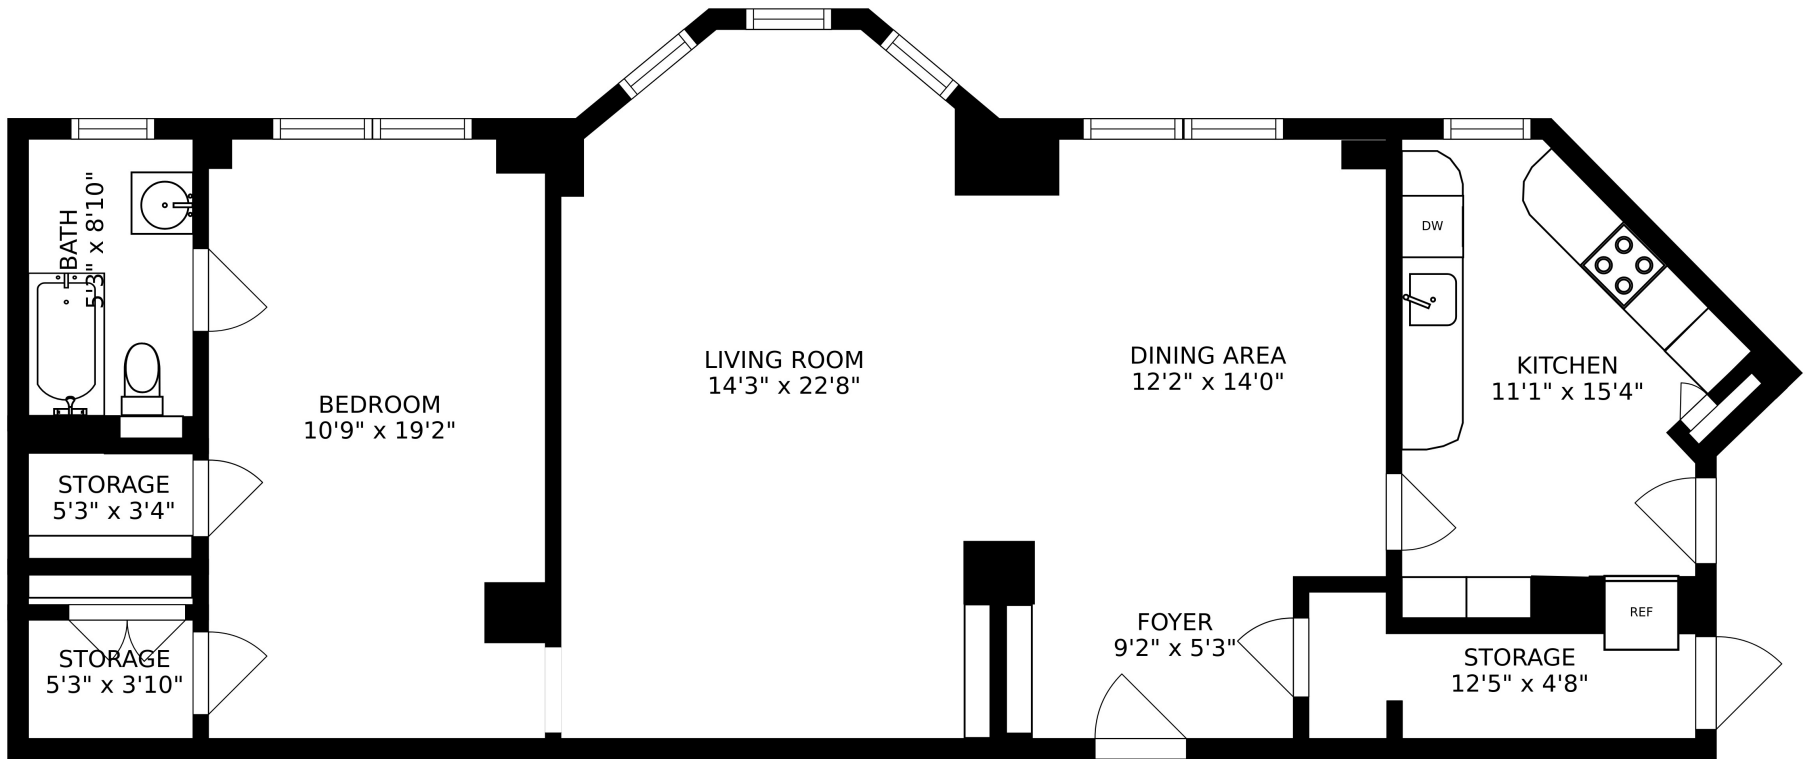 BATH
5'3" x 8'10"
BEDROOM
10'9" x 19'2"
STORAGE
5'3" x 3'4"
STORAGE
5'3" x 3'10"
LIVING ROOM
14'3" x 22'8"
DINING AREA
12'2" x 14'0"
FOYER
9'2" x 5'3"
DW
KITCHEN
11'1" x 15'4"
REF
STORAGE
12'5" x 4'8"